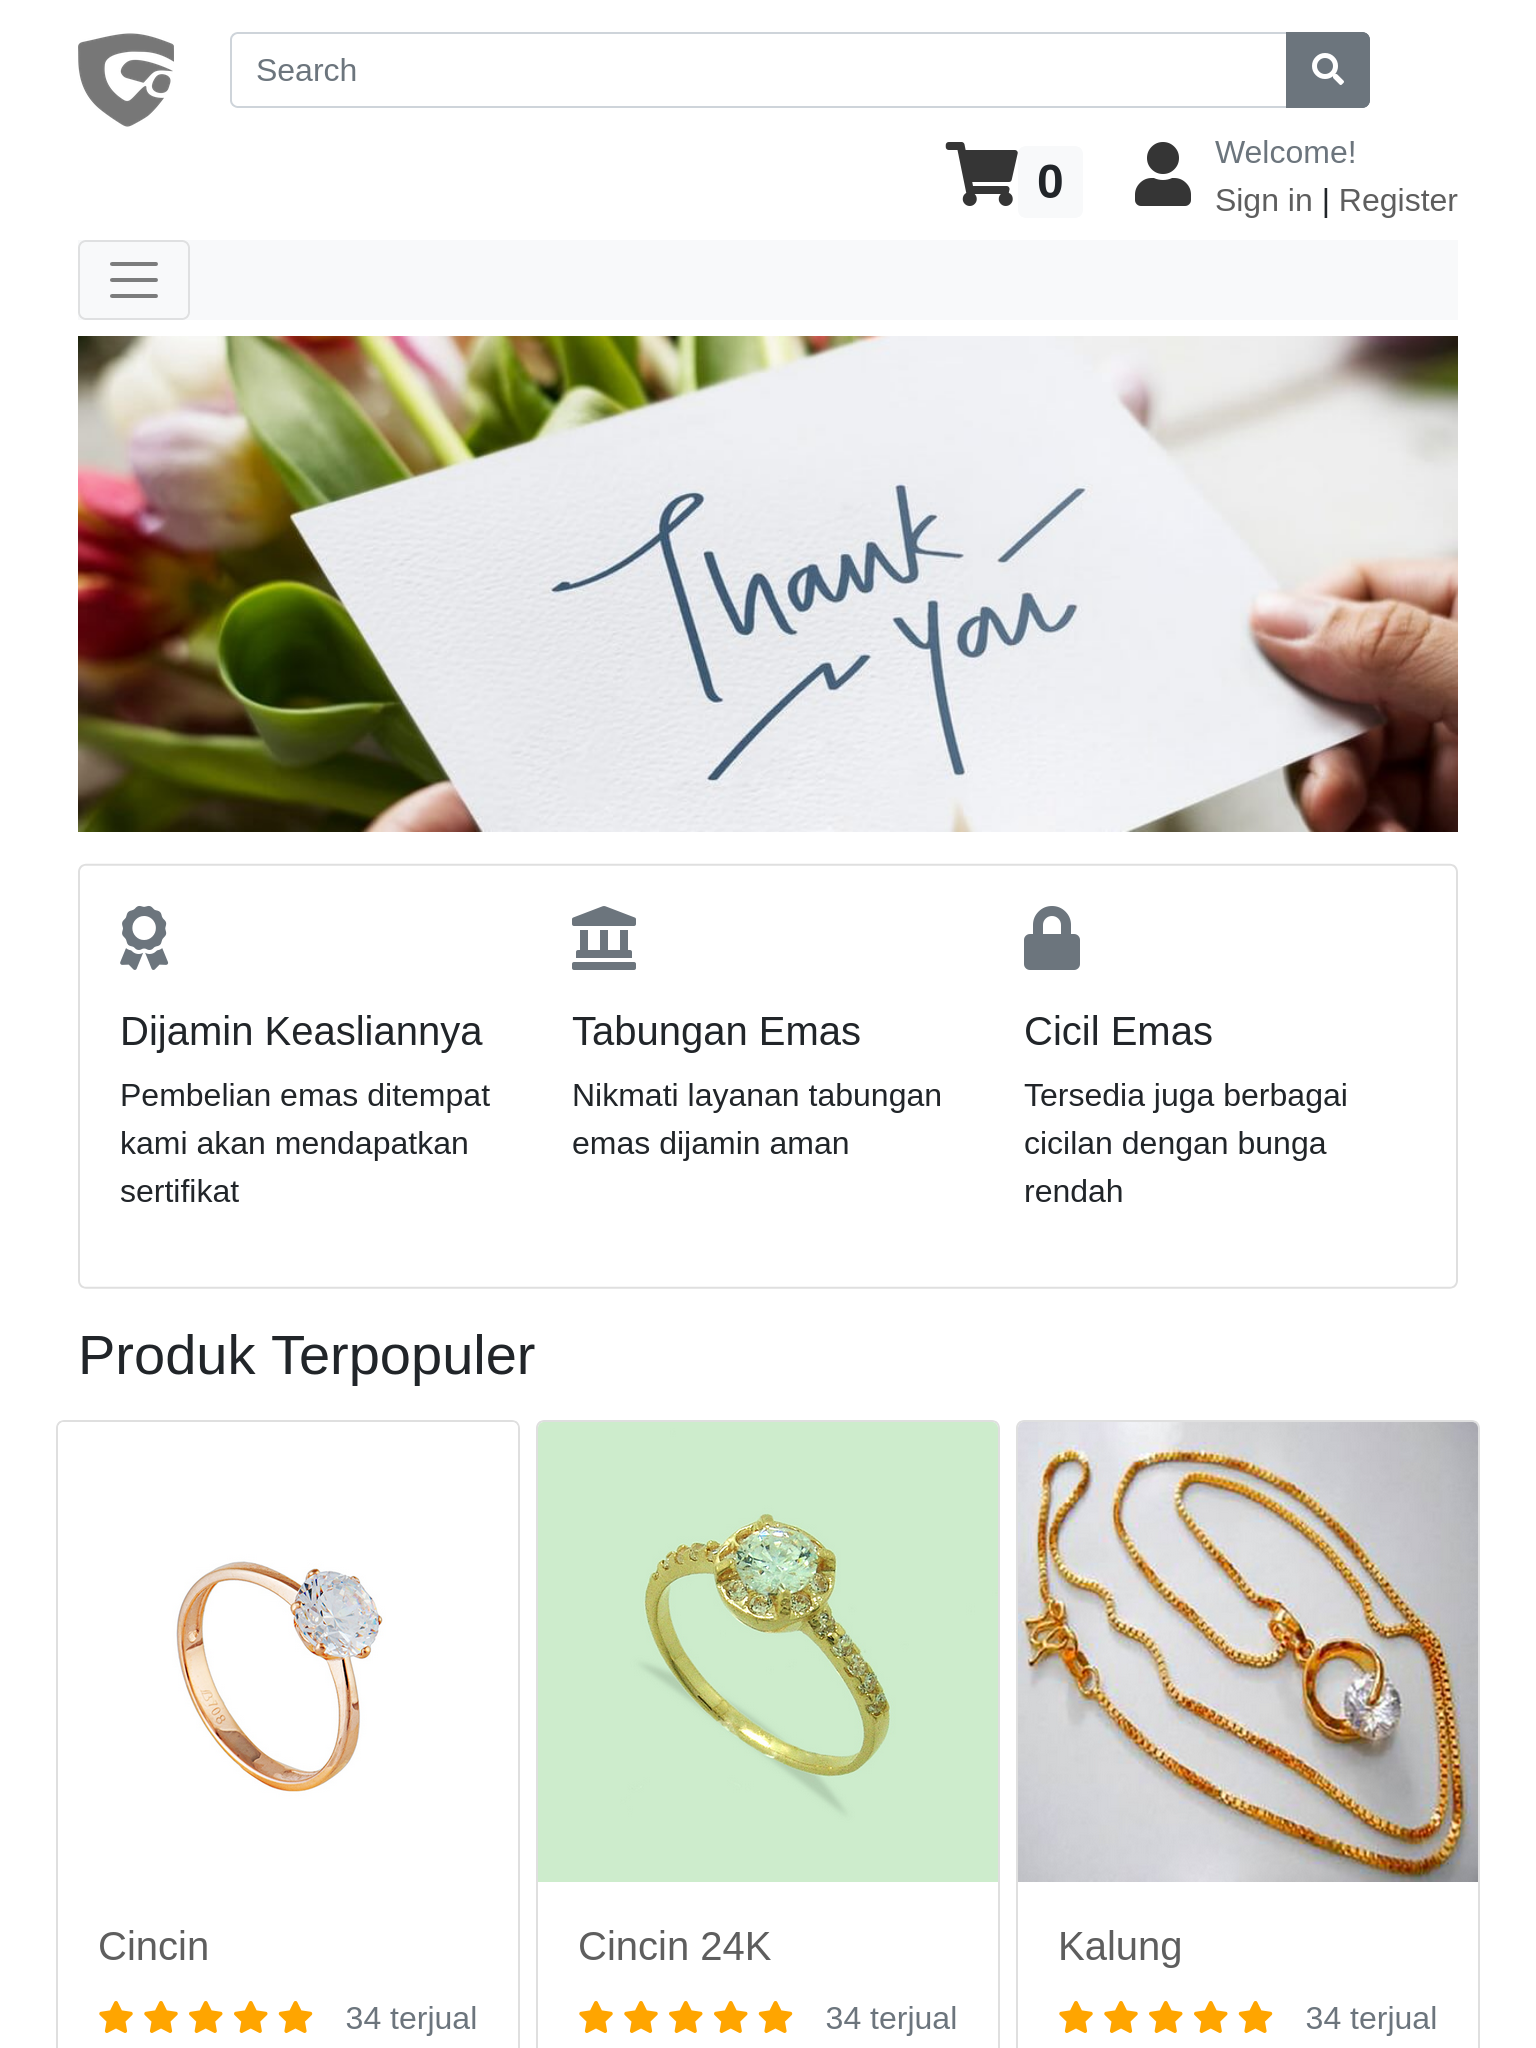 Search
0
Welcome!
Sign in | Register
Thank
you
Dijamin Keasliannya
Pembelian emas ditempat
kami akan mendapatkan
sertifikat
Tabungan Emas
Nikmati layanan tabungan
emas dijamin aman
Cicil Emas
Tersedia juga berbagai
cicilan dengan bunga
rendah
Produk Terpopuler
Cincin
34 terjual
Cincin 24K
34 terjual
Kalung
34 terjual